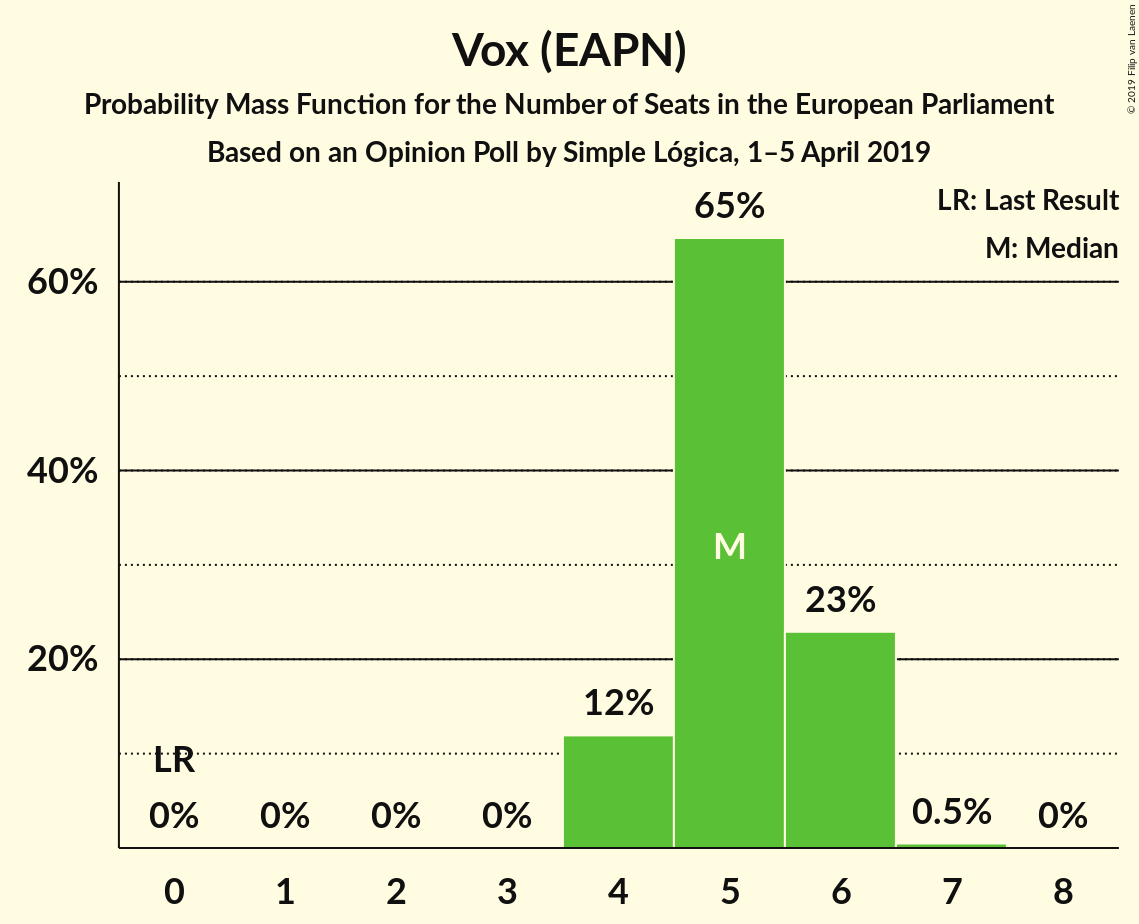 Vox (EAPN)
Probability Mass Function for the Number of Seats in the European Parliament
Based on an Opinion Poll by Simple Lógica, 1–5 April 2019
© 2019 Filip van Laenen
LR: Last Result
M: Median
65%
60%
40%
M
23%
20%
12%
LR
0% 0% 0% 0% 0.5% 0%
0 1 2 3 4 5 6 7 8